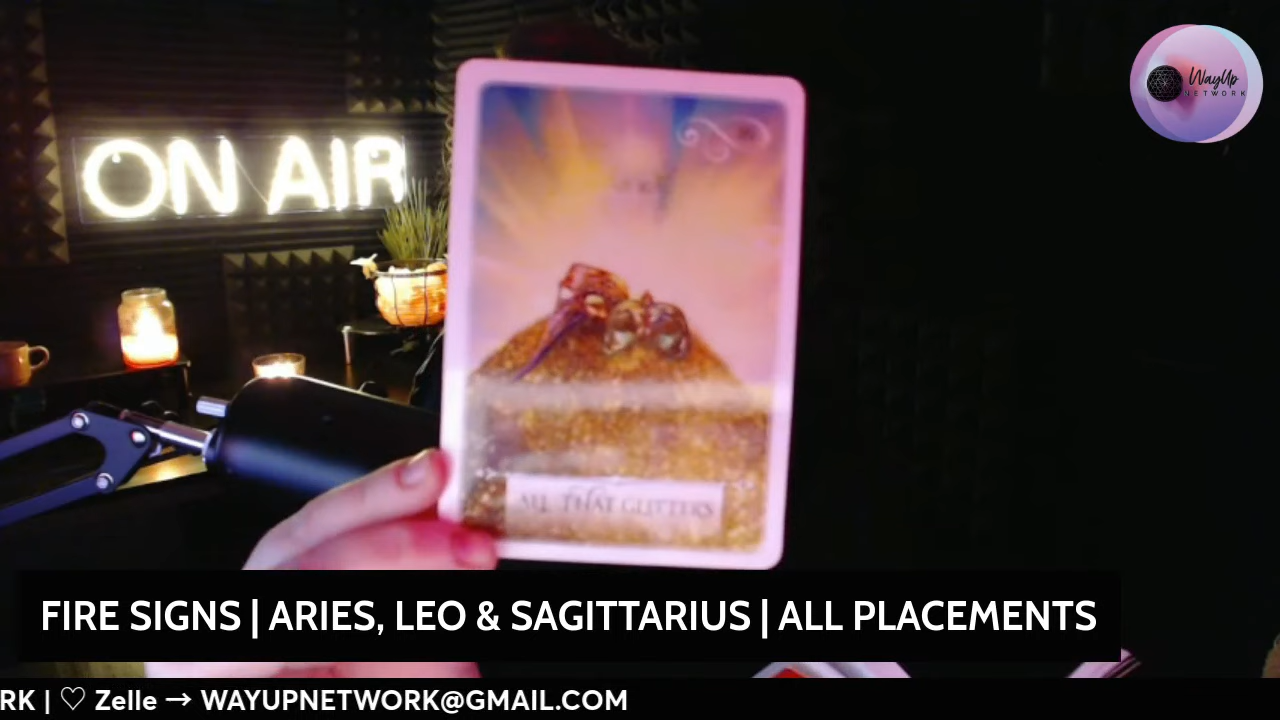 WayUp
NETWORK
ON AIR
ALL THAT GLITTERS
FIRE SIGNS | ARIES, LEO & SAGITTARIUS | ALL PLACEMENTS
RK | ♡ Zelle → WAYUPNETWORK@GMAIL.COM